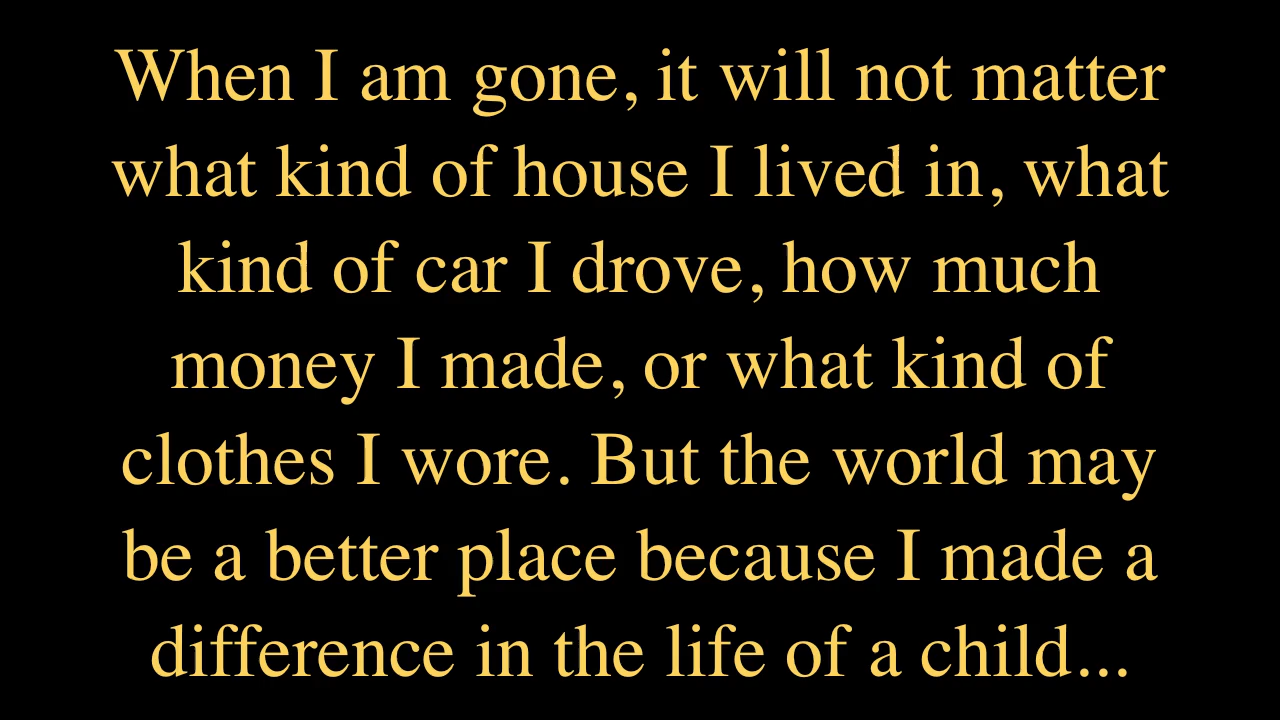 When I am gone, it will not matter
what kind of house I lived in, what
kind of car I drove, how much
money I made, or what kind of
clothes I wore. But the world may
be a better place because I made a
difference in the life of a child...